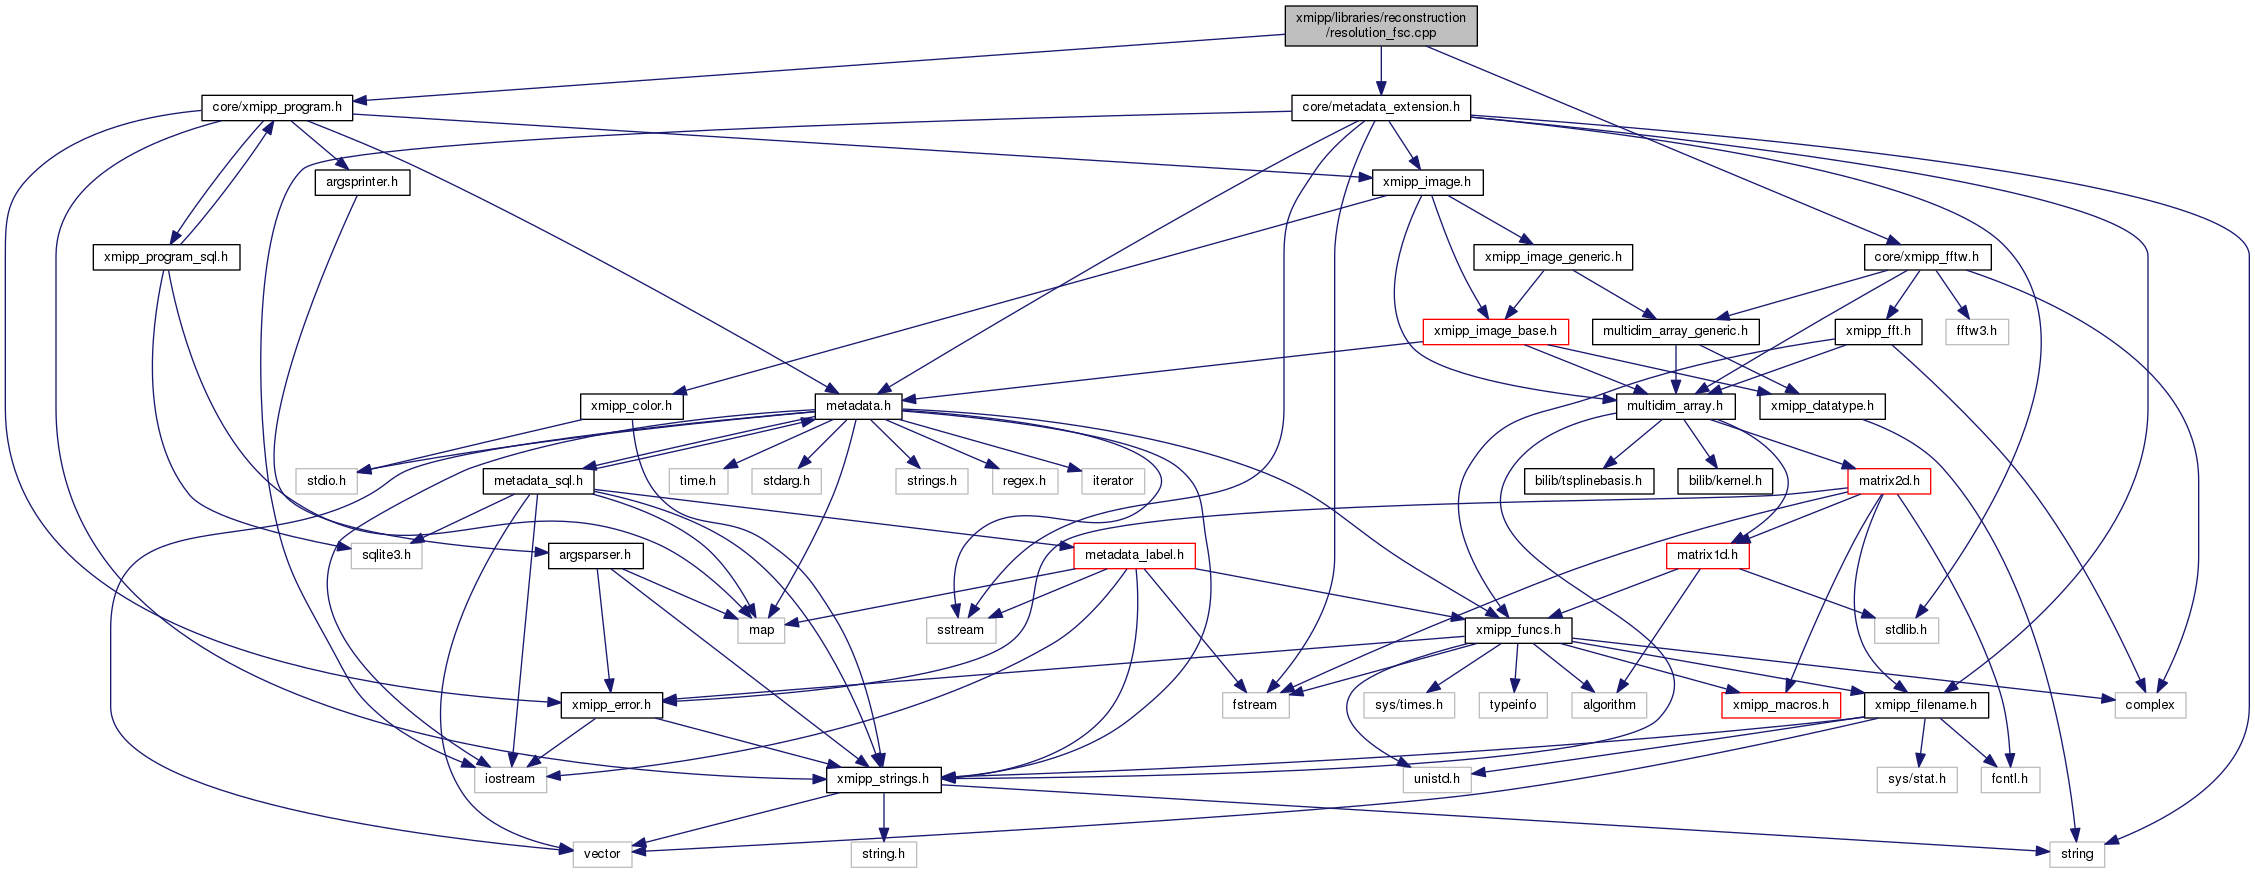 xmipp/libraries/reconstruction
/resolution_fsc.cpp
core/xmipp_program.h
core/metadata_extension.h
argsprinter.h
xmipp_image.h
xmipp_program_sql.h
xmipp_image_generic.h
core/xmipp_fftw.h
xmipp_image_base.h
multidim_array_generic.h
xmipp_fft.h
fftw3.h
xmipp_color.h
metadata.h
multidim_array.h
xmipp_datatype.h
stdio.h
metadata_sql.h
time.h
stdarg.h
strings.h
regex.h
iterator
bilib/tsplinebasis.h
bilib/kernel.h
matrix2d.h
sqlite3.h
argsparser.h
metadata_label.h
matrix1d.h
map
sstream
xmipp_funcs.h
stdlib.h
xmipp_error.h
fstream
sys/times.h
typeinfo
algorithm
xmipp_macros.h
xmipp_filename.h
complex
iostream
xmipp_strings.h
unistd.h
sys/stat.h
fcntl.h
vector
string.h
string